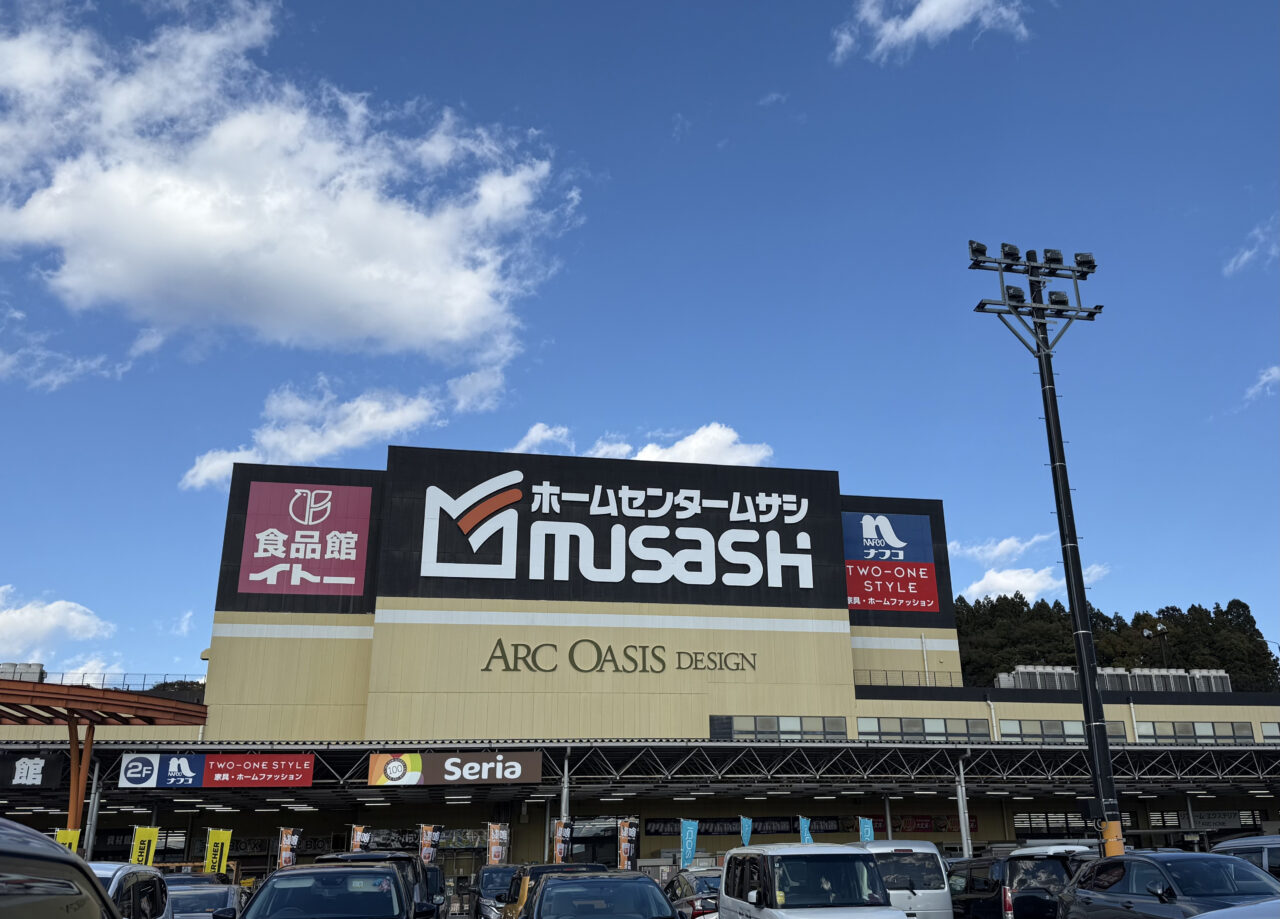 食品館
イトー
ホームセンタームサシ
musashi
NAFCO
ナフコ
TWO-ONE
STYLE
家具・ホームファッション
ARC OASIS DESIGN
館
2F
NAFCO
ナフコ
TWO-ONE STYLE
家具・ホームファッション
100
Seria